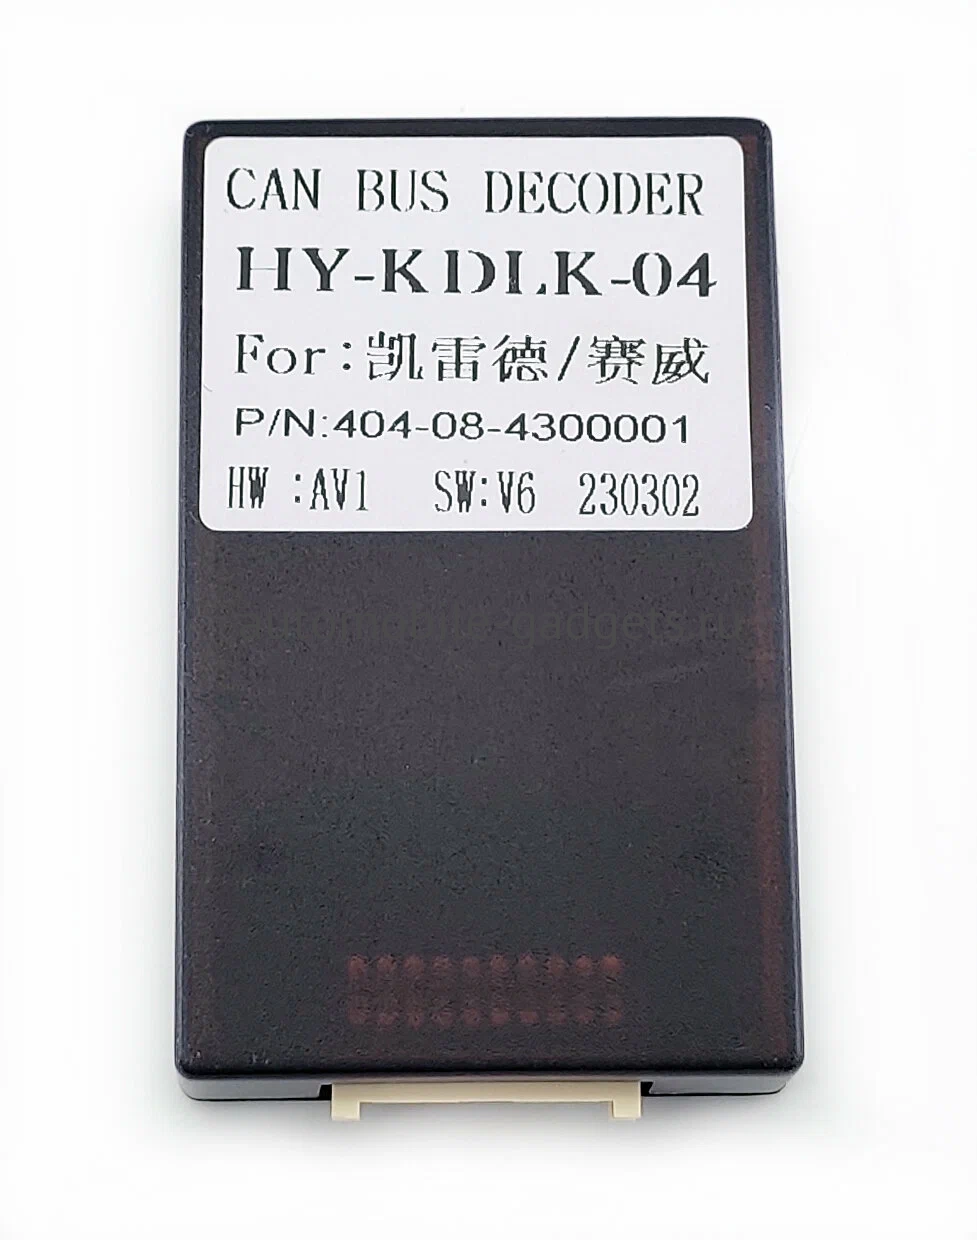 CAN BUS DECODER
HY-KDLK-04
For:凯雷德/赛威
P/N:404-08-4300001
HW :AV1 SW:V6 230302